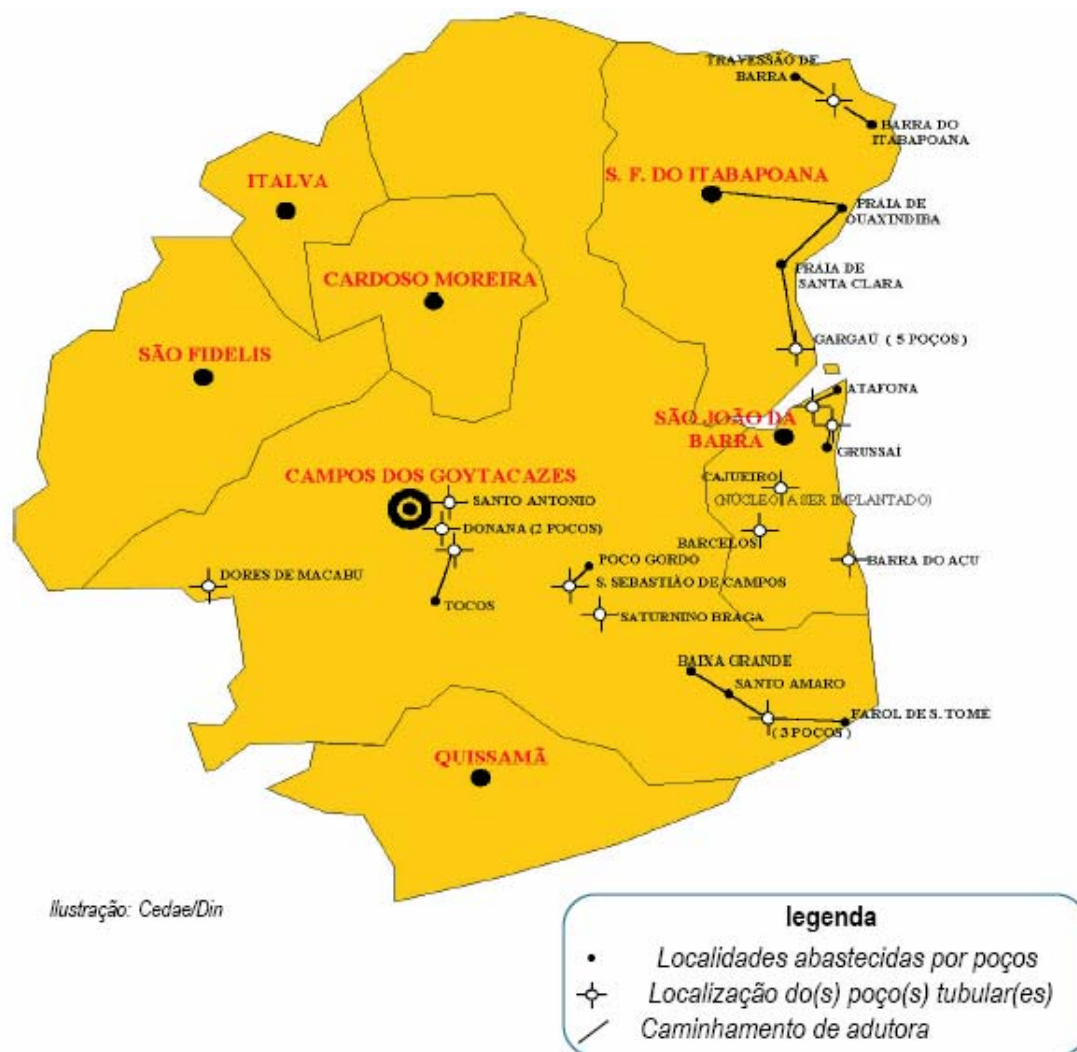 TRAVESSÃO DE
BARRA
BARRA DO
ITABAPOANA
ITALVA
S. F. DO ITABAPOANA
PRAIA DE
GUAXINDIBA
CARDOSO MOREIRA
PRAIA DE
SANTA CLARA
SÃO FIDELIS
GARGAÚ ( 5 POÇOS )
ATAFONA
SÃO JOÃO DA
BARRA
GRUSSAÍ
CAMPOS DOS GOYTACAZES
CAJUEIRO
(NÚCLEO A SER IMPLANTADO)
SANTO ANTONIO
DONANA (2 POCOS)
BARCELOS
POCO GORDO
BARRA DO AÇU
DORES DE MACABU
S. SEBASTIÃO DE CAMPOS
TOCOS
SATURNINO BRAGA
BAIXA GRANDE
SANTO AMARO
FAROL DE S. TOMÉ
( 3 POCOS )
QUISSAMÃ
Ilustração: Cedae/Din
legenda
Localidades abastecidas por poços
Localização do(s) poço(s) tubular(es)
Caminhamento de adutora